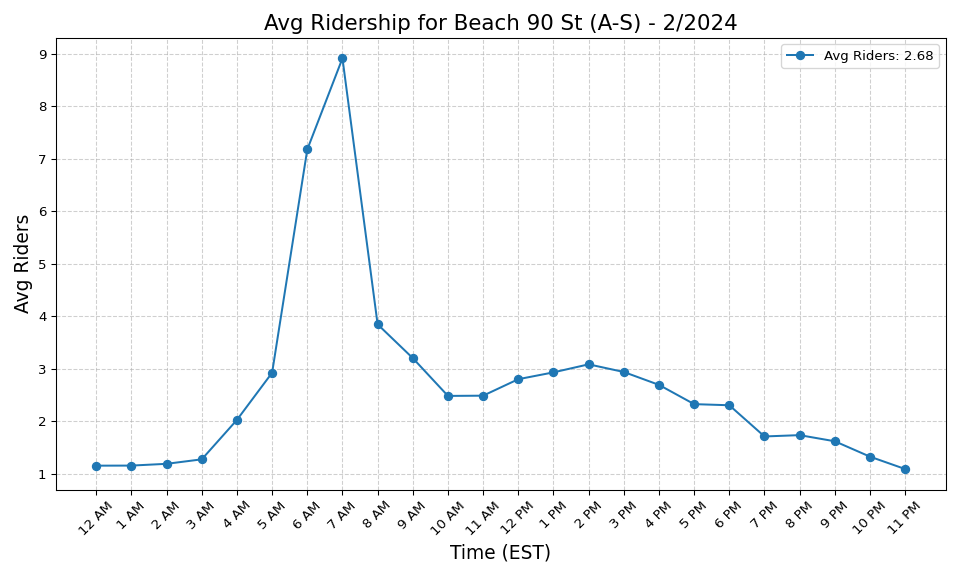 Avg Ridership for Beach 90 St (A-S) - 2/2024
Avg Riders: 2.68
Avg Riders
9
8
7
6
5
4
3
2
1
12 AM
1 AM
2 AM
3 AM
4 AM
5 AM
6 AM
7 AM
8 AM
9 AM
10 AM
11 AM
12 PM
1 PM
2 PM
3 PM
4 PM
5 PM
6 PM
7 PM
8 PM
9 PM
10 PM
11 PM
Time (EST)